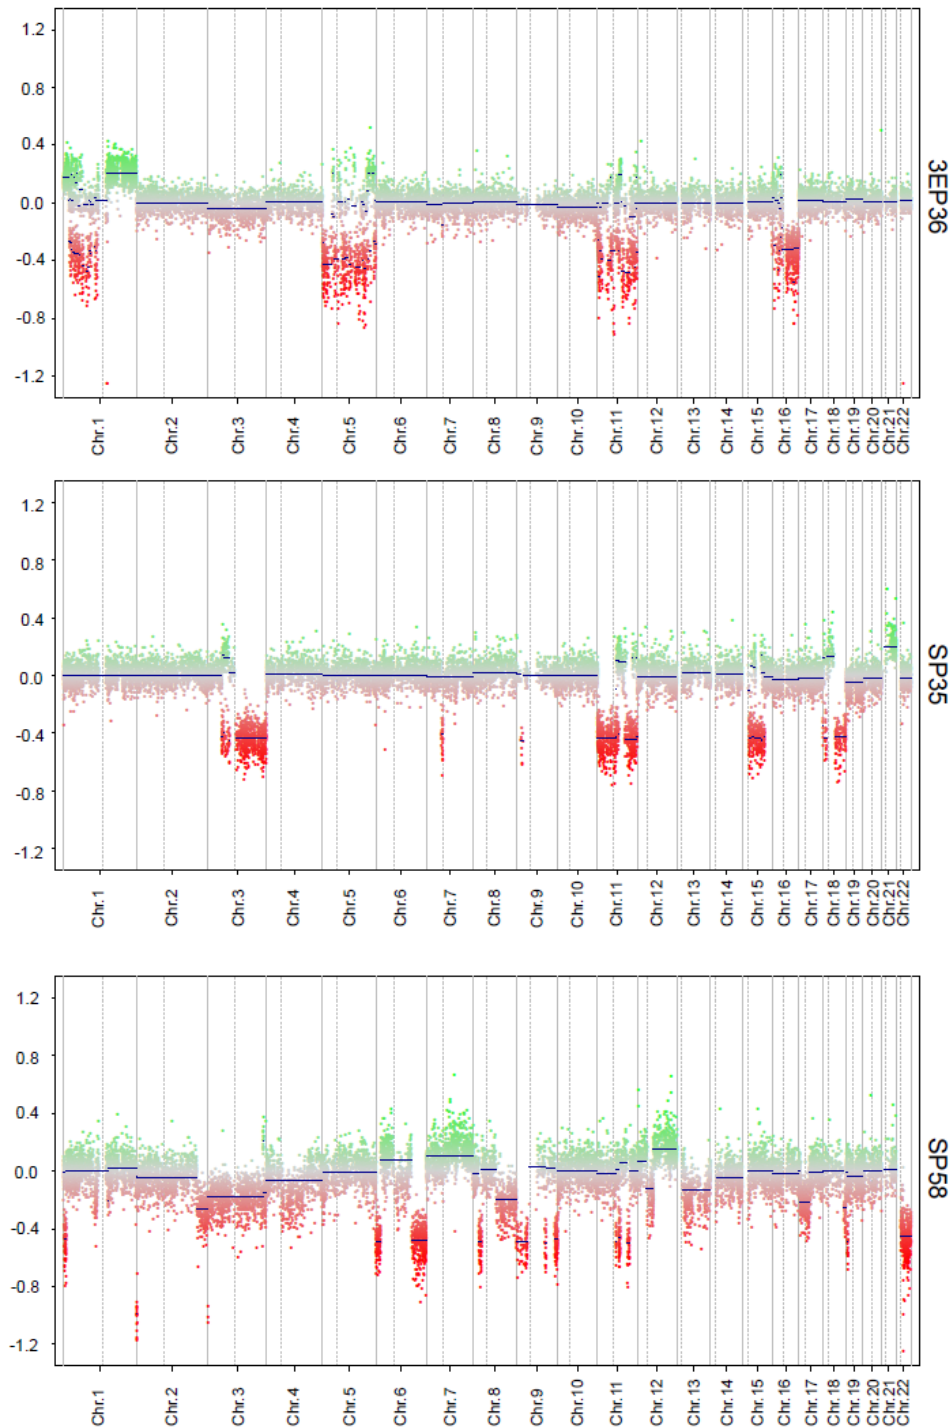 1.2
0.8
0.4
0.0
-0.4
-0.8
-1.2
3EP36
Chr.1
Chr.2
Chr.3
Chr.4
Chr.5
Chr.6
Chr.7
Chr.8
Chr.9
Chr.10
Chr.11
Chr.12
Chr.13
Chr.14
Chr.15
Chr.16
Chr.17
Chr.18
Chr.19
Chr.20
Chr.21
Chr.22
1.2
0.8
0.4
0.0
-0.4
-0.8
-1.2
SP35
Chr.1
Chr.2
Chr.3
Chr.4
Chr.5
Chr.6
Chr.7
Chr.8
Chr.9
Chr.10
Chr.11
Chr.12
Chr.13
Chr.14
Chr.15
Chr.16
Chr.17
Chr.18
Chr.19
Chr.20
Chr.21
Chr.22
1.2
0.8
0.4
0.0
-0.4
-0.8
-1.2
SP58
Chr.1
Chr.2
Chr.3
Chr.4
Chr.5
Chr.6
Chr.7
Chr.8
Chr.9
Chr.10
Chr.11
Chr.12
Chr.13
Chr.14
Chr.15
Chr.16
Chr.17
Chr.18
Chr.19
Chr.20
Chr.21
Chr.22